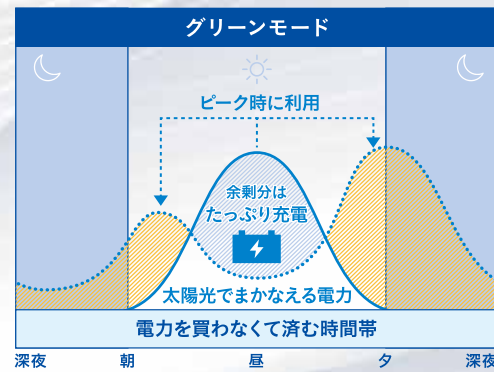 グリーンモード
ピーク時に利用
余剰分は
たっぷり充電
太陽光でまかなえる電力
電力を買わなくて済む時間帯
深夜 朝 昼 夕 深夜